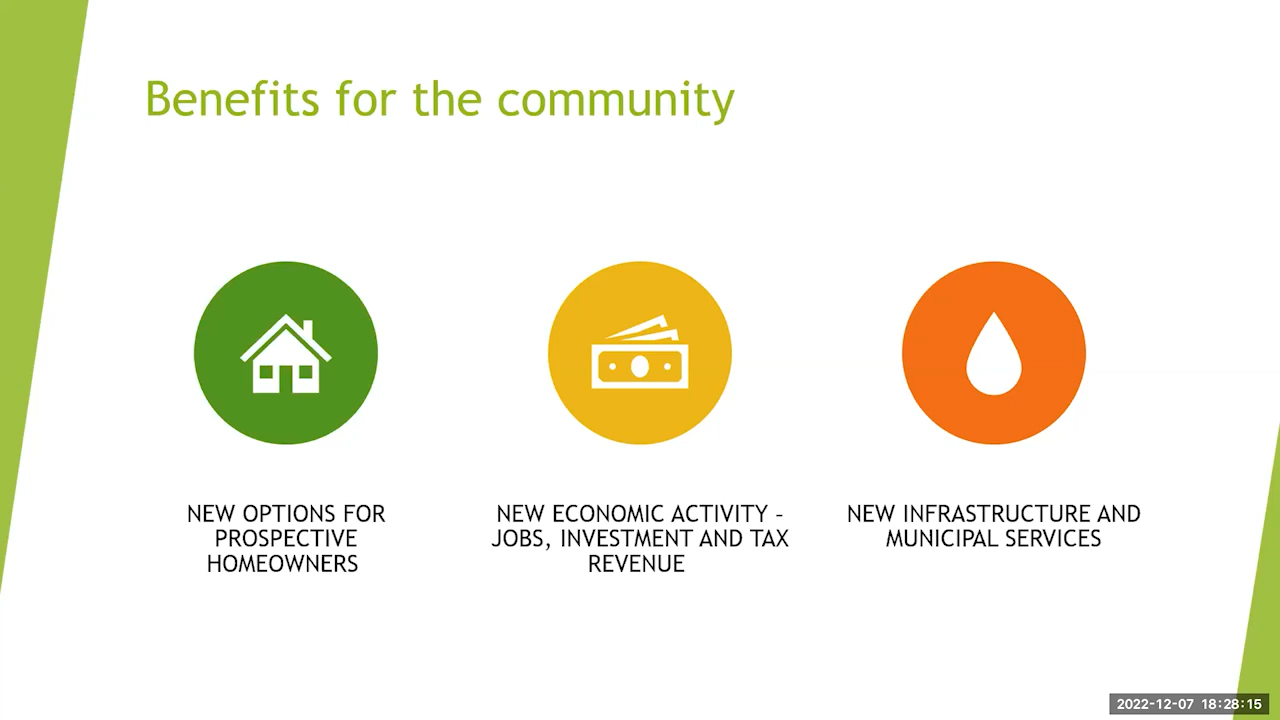 Benefits for the community
NEW OPTIONS FOR
PROSPECTIVE
HOMEOWNERS
NEW ECONOMIC ACTIVITY –
JOBS, INVESTMENT AND TAX
REVENUE
NEW INFRASTRUCTURE AND
MUNICIPAL SERVICES
2022-12-07 18:28:15